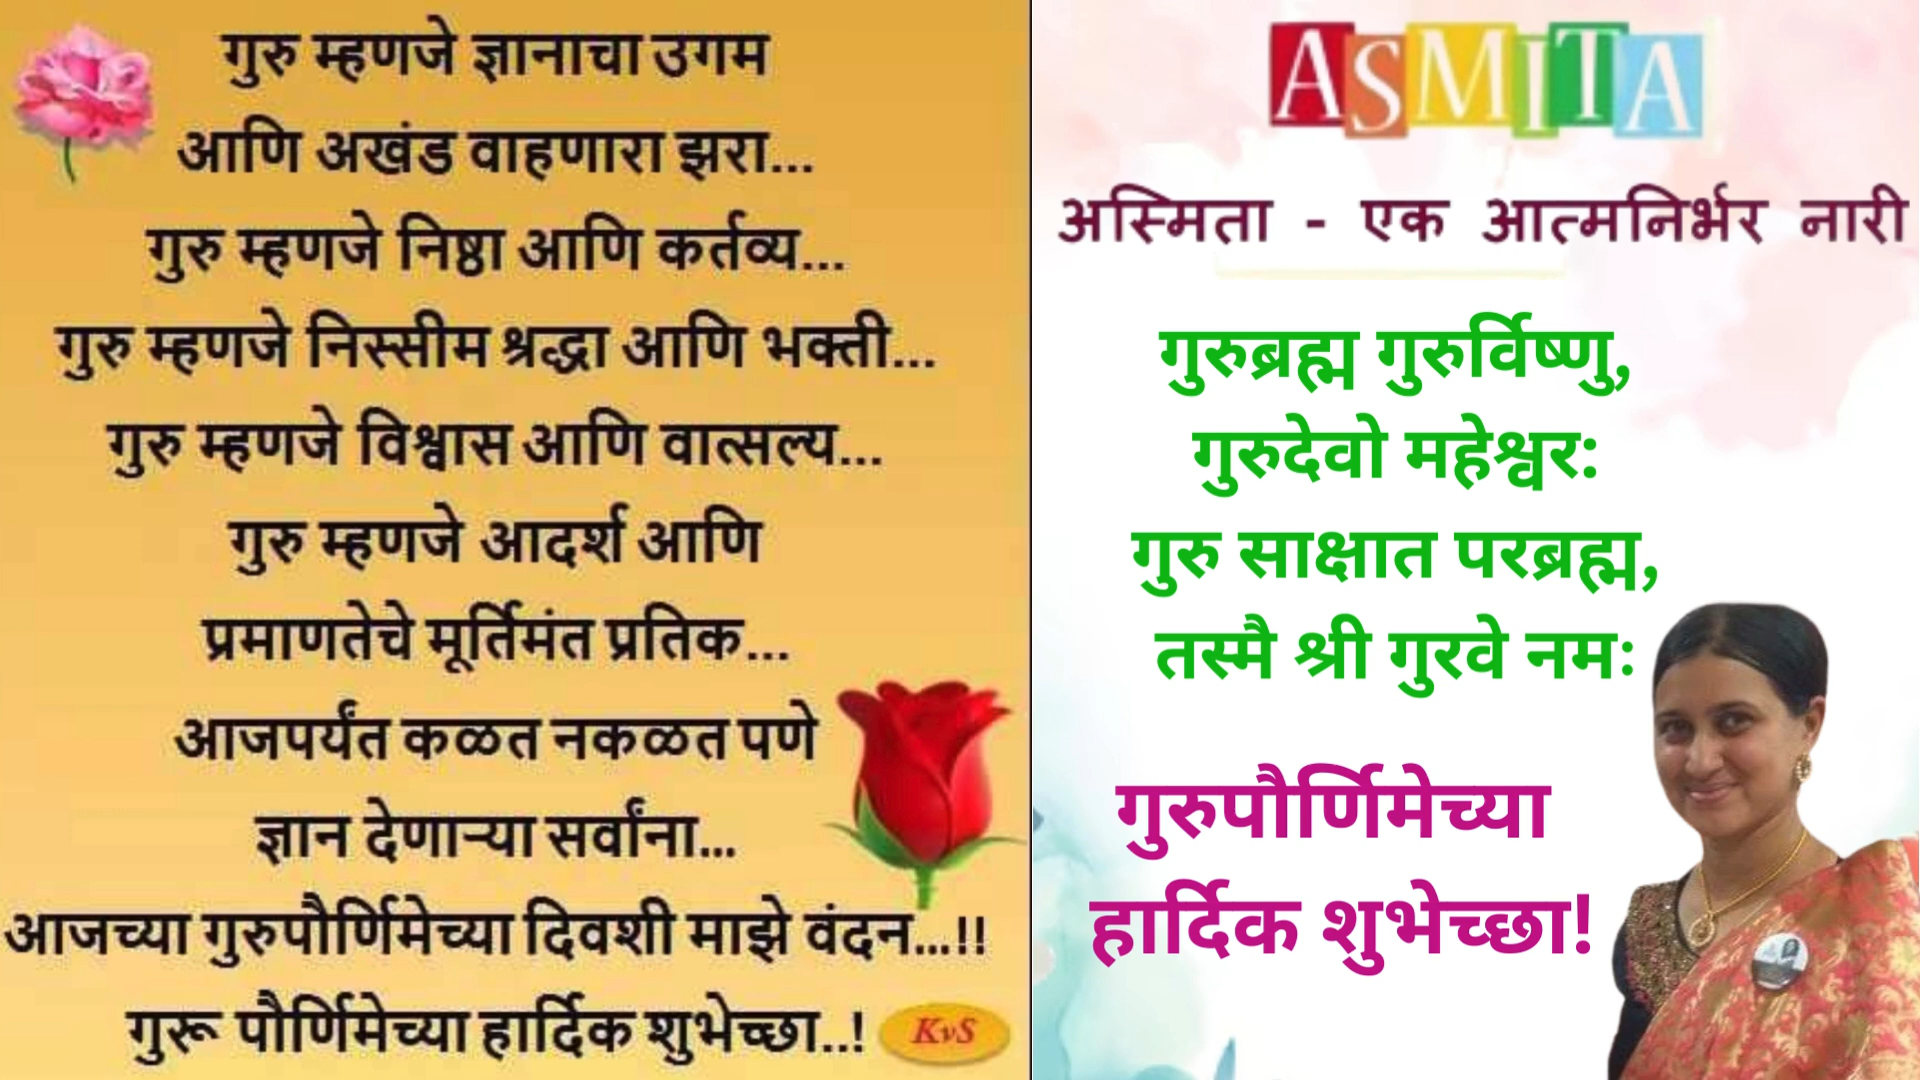 गुरु म्हणजे ज्ञानाचा उगम
आणि अखंड वाहणारा झरा...
गुरु म्हणजे निष्ठा आणि कर्तव्य...
गुरु म्हणजे निस्सीम श्रद्धा आणि भक्ती...
गुरु म्हणजे विश्वास आणि वात्सल्य...
गुरु म्हणजे आदर्श आणि
प्रमाणतेचे मूर्तिमंत प्रतिक...
आजपर्यंत कळत नकळत पणे
ज्ञान देणाऱ्या सर्वांना...
आजच्या गुरुपौर्णिमेच्या दिवशी माझे वंदन...!!
गुरू पौर्णिमेच्या हार्दिक शुभेच्छा..!
KvS
ASMITA
अस्मिता - एक आत्मनिर्भर नारी
गुरुब्रह्म गुरुर्विष्णु,
गुरुदेवो महेश्वर:
गुरु साक्षात परब्रह्म,
तस्मै श्री गुरवे नमः
गुरुपौर्णिमेच्या
हार्दिक शुभेच्छा!